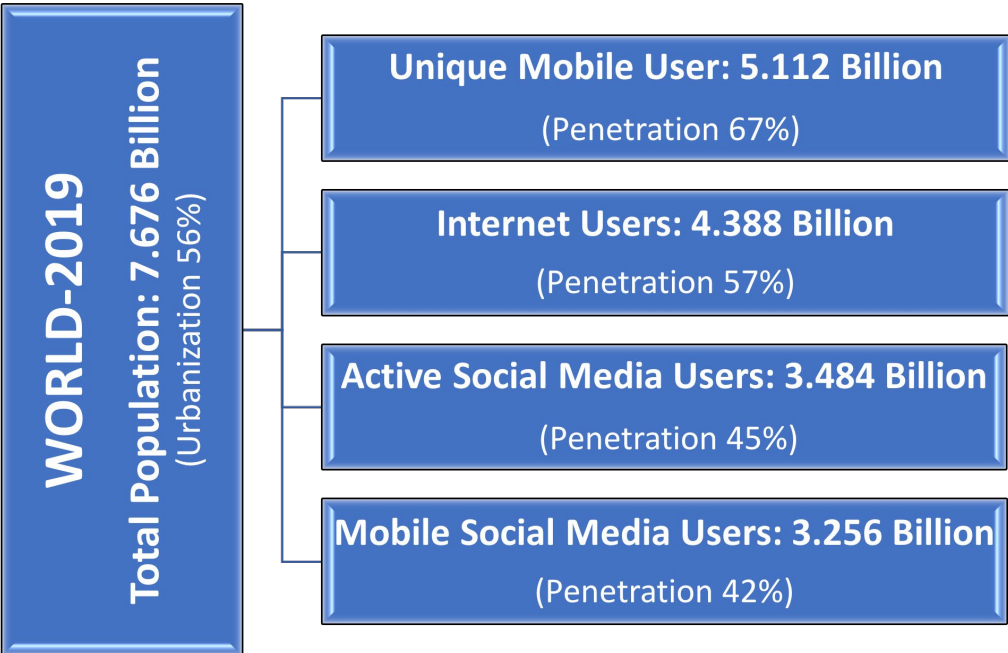 WORLD-2019
Total Population: 7.676 Billion
(Urbanization 56%)
Unique Mobile User: 5.112 Billion
(Penetration 67%)
Internet Users: 4.388 Billion
(Penetration 57%)
Active Social Media Users: 3.484 Billion
(Penetration 45%)
Mobile Social Media Users: 3.256 Billion
(Penetration 42%)